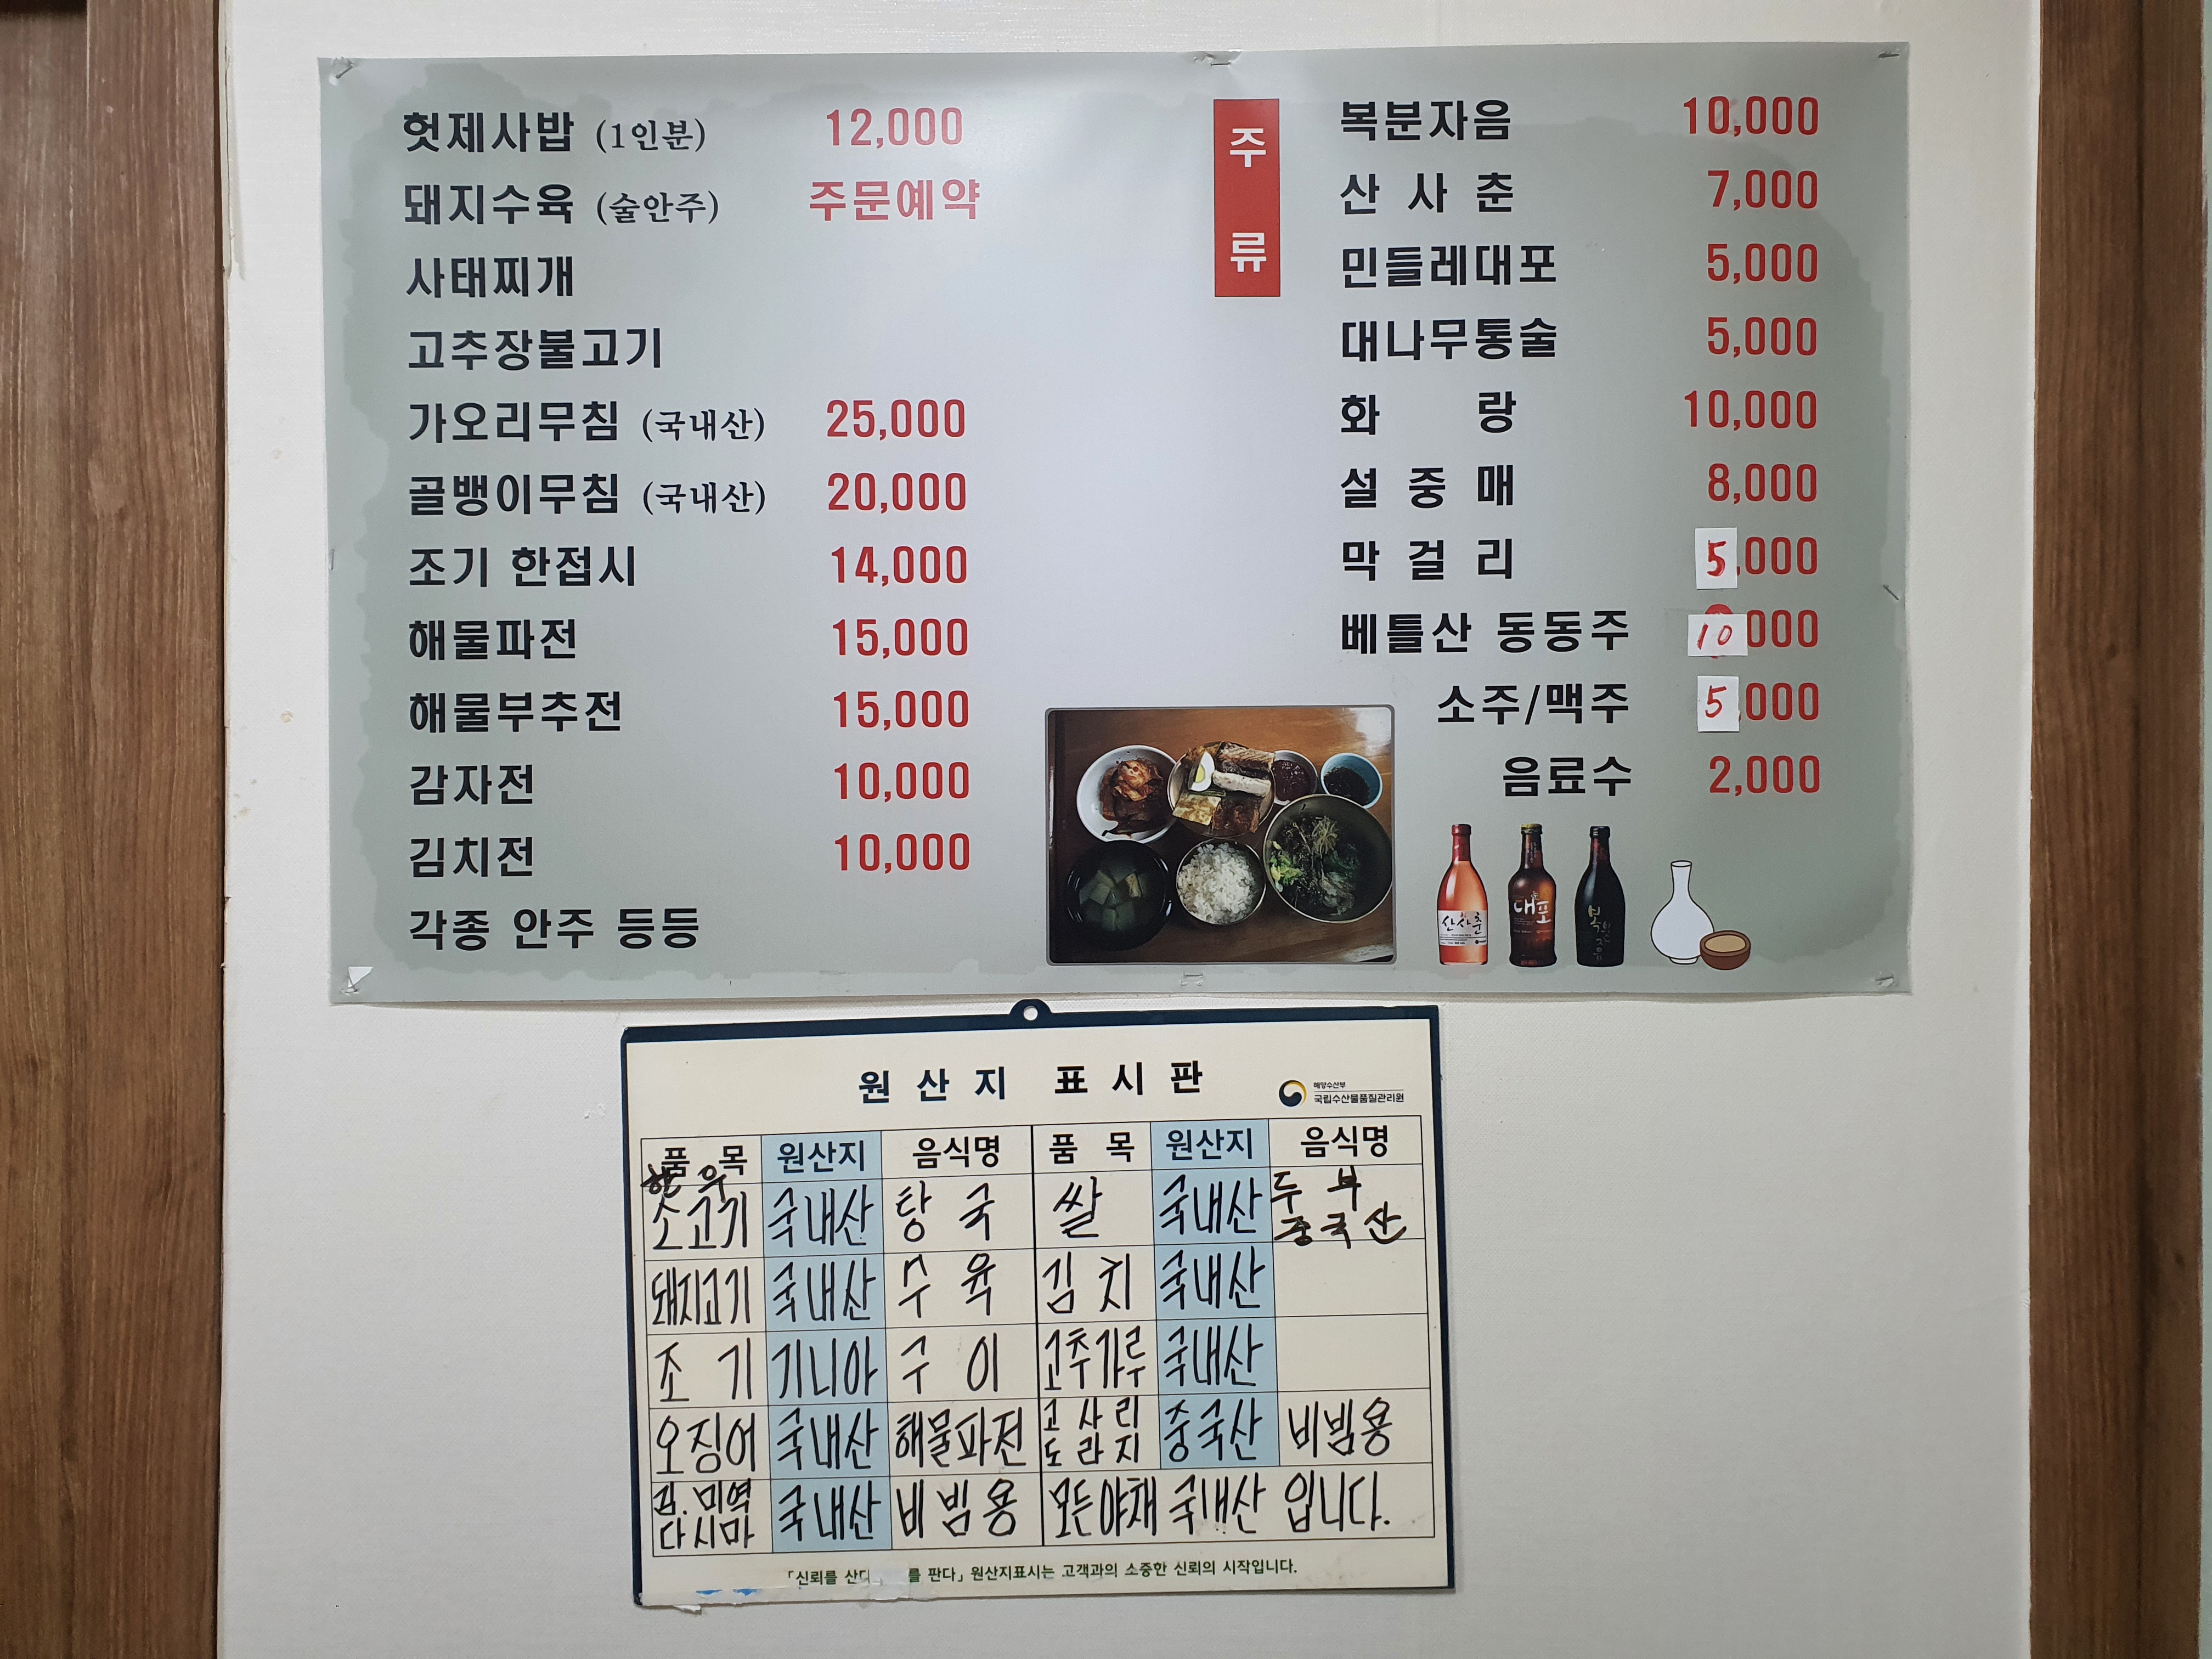 헛제사밥 (1인분) 12,000
돼지수육 (술안주) 주문예약
사태찌개
고추장불고기
가오리무침 (국내산) 25,000
골뱅이무침 (국내산) 20,000
조기 한접시 14,000
해물파전 15,000
해물부추전 15,000
감자전 10,000
김치전 10,000
각종 안주 등등
주류
복분자음 10,000
산사춘 7,000
민들레대포 5,000
대나무통술 5,000
화랑 10,000
설중매 8,000
막걸리 5,000
베틀산 동동주 10 000
소주/맥주 5,000
음료수 2,000
산사춘
대포
원산지 표시판
해양수산부
국립수산물품질관리원
품목 원산지 음식명 품목 원산지 음식명
한우 소고기 국내산 탕국 쌀 국내산 두부 중국산
돼지고기 국내산 수육 김치 국내산
조기 기니아 구이 고추가루 국내산
오징어 국내산 해물파전 고사리 도라지 중국산 비빔용
김.미역 다시마 국내산 비빔용 모든야채 국내산 입니다.
「신뢰를 산다 를 판다」 원산지표시는 고객과의 소중한 신뢰의 시작입니다.